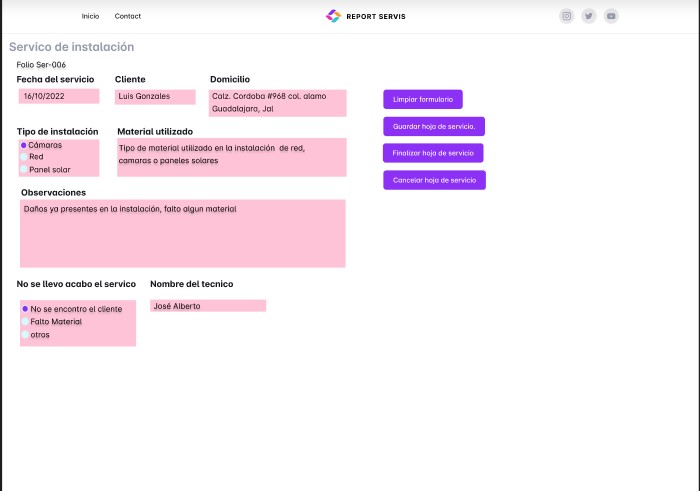 Inicio
Contact
REPORT SERVIS
Servico de instalación
Folio Ser-006
Fecha del servicio
Cliente
Domicilio
16/10/2022
Luis Gonzales
Calz. Cordoba #968 col. alamo
Guadalajara, Jal
Limpiar formulario
Guardar hoja de servicio.
Finalizar hoja de servicio
Cancelar hoja de servicio
Tipo de instalación
Material utilizado
Cámaras
Red
Panel solar
Tipo de material utilizado en la instalación de red,
camaras o paneles solares
Observaciones
Daños ya presentes en la instalación, falto algun material
No se llevo acabo el servico
Nombre del tecnico
No se encontro el cliente
Falto Material
otros
José Alberto